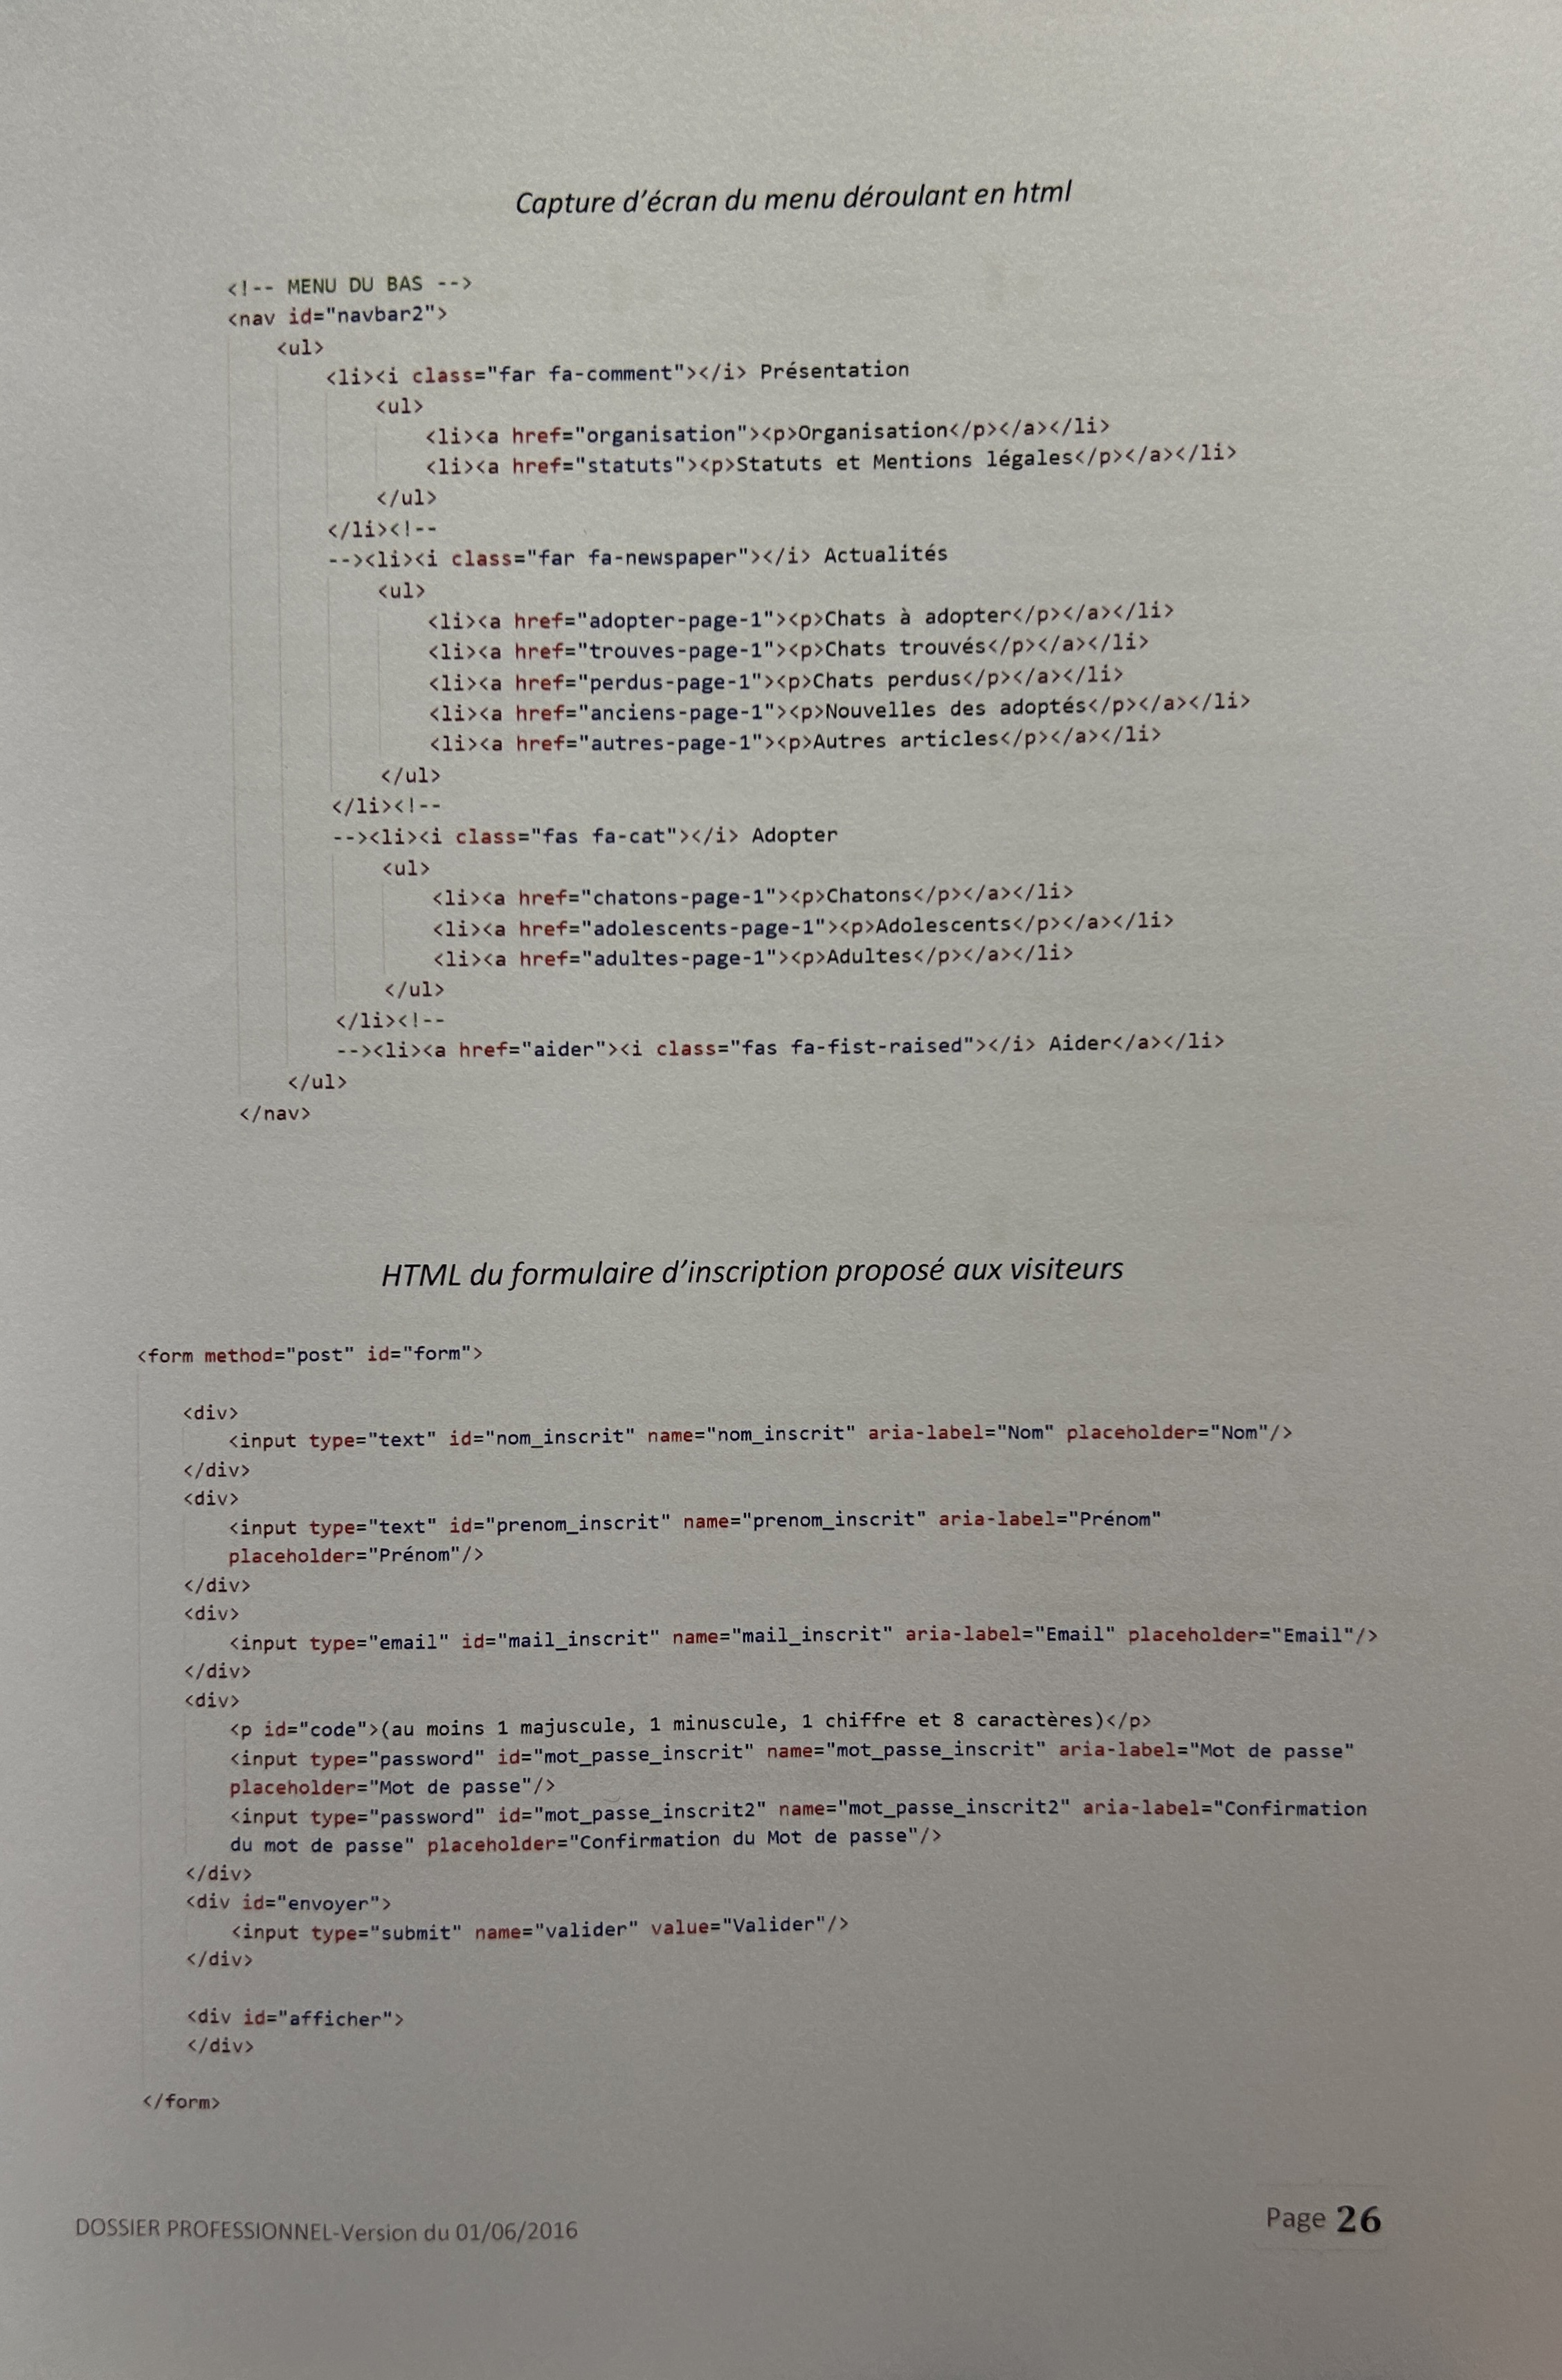 Capture d'écran du menu déroulant en html
<!-- MENU DU BAS -->
<nav id="navbar2">
<ul>
<li><i class="far fa-comment"></i> Présentation
<ul>
<li><a href="organisation"><p>Organisation</p></a></li>
<li><a href="statuts"><p>Statuts et Mentions légales</p></a></li>
</ul>
</li><!--
--><li><i class="far fa-newspaper"></i> Actualités
<ul>
<li><a href="adopter-page-1"><p>Chats à adopter</p></a></li>
<li><a href="trouves-page-1"><p>Chats trouvés</p></a></li>
<li><a href="perdus-page-1"><p>Chats perdus</p></a></li>
<li><a href="anciens-page-1"><p>Nouvelles des adoptés</p></a></li>
<li><a href="autres-page-1"><p>Autres articles</p></a></li>
</ul>
</li><!--
--><li><i class="fas fa-cat"></i> Adopter
<ul>
<li><a href="chatons-page-1"><p>Chatons</p></a></li>
<li><a href="adolescents-page-1"><p>Adolescents</p></a></li>
<li><a href="adultes-page-1"><p>Adultes</p></a></li>
</ul>
</li><!--
--><li><a href="aider"><i class="fas fa-fist-raised"></i> Aider</a></li>
</ul>
</nav>
HTML du formulaire d'inscription proposé aux visiteurs
<form method="post" id="form">
<div>
<input type="text" id="nom_inscrit" name="nom_inscrit" aria-label="Nom" placeholder="Nom"/>
</div>
<div>
<input type="text" id="prenom_inscrit" name="prenom_inscrit" aria-label="Prénom"
placeholder="Prénom"/>
</div>
<div>
<input type="email" id="mail_inscrit" name="mail_inscrit" aria-label="Email" placeholder="Email"/>
</div>
<div>
<p id="code">(au moins 1 majuscule, 1 minuscule, 1 chiffre et 8 caractères)</p>
<input type="password" id="mot_passe_inscrit" name="mot_passe_inscrit" aria-label="Mot de passe"
placeholder="Mot de passe"/>
<input type="password" id="mot_passe_inscrit2" name="mot_passe_inscrit2" aria-label="Confirmation
du mot de passe" placeholder="Confirmation du Mot de passe"/>
</div>
<div id="envoyer">
<input type="submit" name="valider" value="Valider"/>
</div>
<div id="afficher">
</div>
</form>
DOSSIER PROFESSIONNEL-Version du 01/06/2016
Page 26